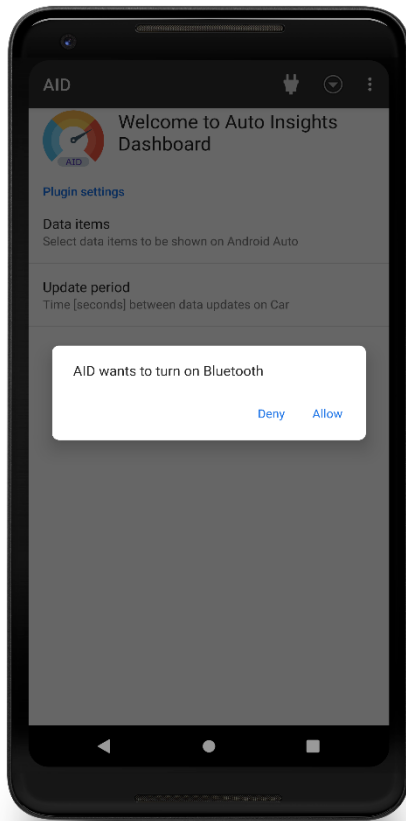 AID
Welcome to Auto Insights
Dashboard
AID
Plugin settings
Data items
Select data items to be shown on Android Auto
Update period
Time [seconds] between data updates on Car
AID wants to turn on Bluetooth
Deny Allow